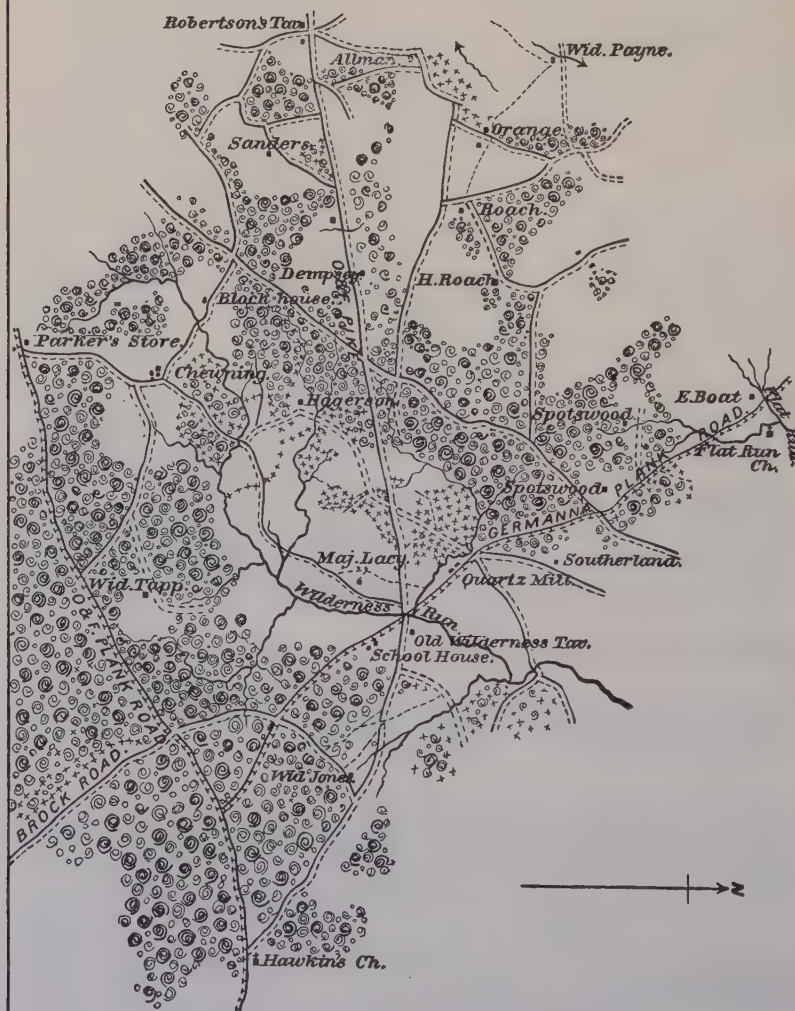 Robertson's Tav.
Allman
Wid. Payne.
Sanders.
Orange
Roach.
Dempsey
H. Roach
Block house
Parker's Store.
Chewning
Hagerson
Spotswood
E. Boat
Flat Run
Flat Run
Ch.
Spotswood
GERMANNA PLANK ROAD
Southerland.
Maj. Lacy
Quartz Mill.
Wid. Tapp.
Wilderness Run
Old Wilderness Tav.
School House.
O & F. PLANK ROAD
Wid. Jones
BROCK ROAD
N
Hawkin's Ch.